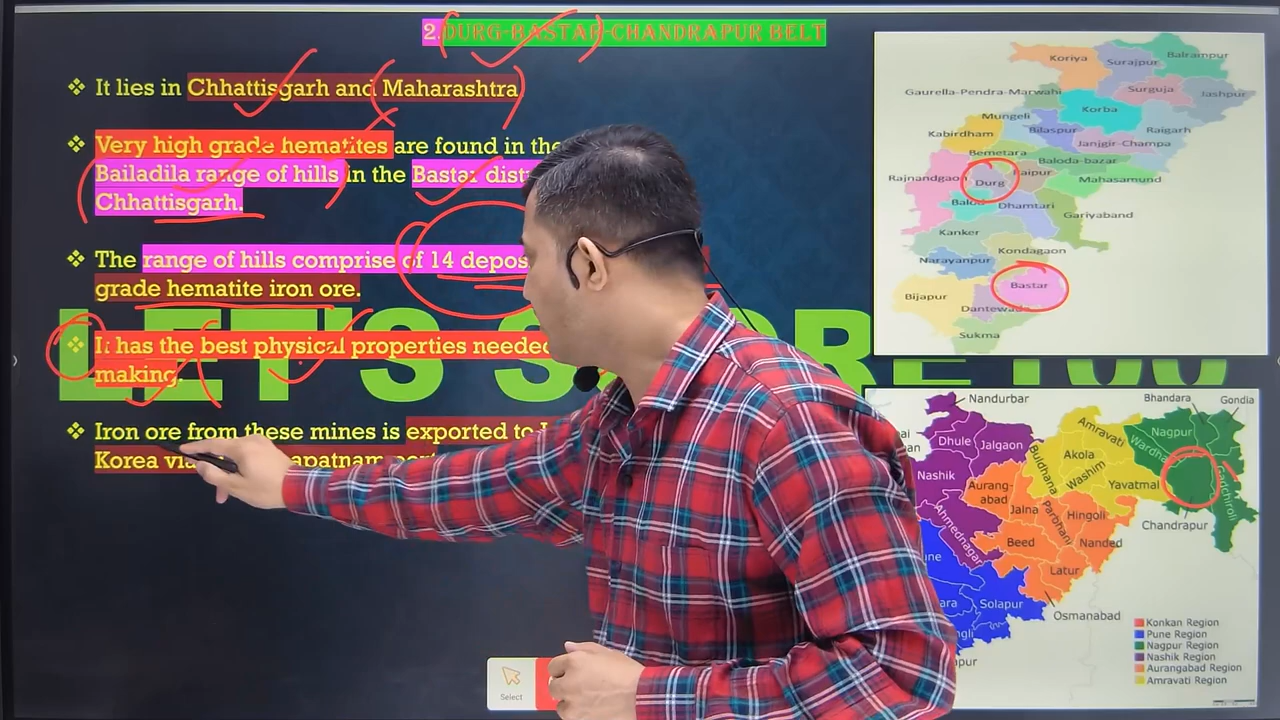 2. DURG-BASTAR-CHANDRAPUR BELT
❖ It lies in Chhattisgarh and Maharashtra
❖ Very high grade hematites are found in the
Bailadila range of hills in the Bastar
Chhattisgarh.
❖ The range of hills comprise of 14
grade hematite iron ore.
❖ It has the best physical properties needed
making.
❖ Iron ore from these mines is exported to
Korea
LET'S
Select
Koriya
Surajpur
Balrampur
Gaurella-Pendra-Marwahi
Surguja
Jashpur
Korba
Mungeli
Kabirdham
Bilaspur
Raigarh
Janjgir-Champa
Bemetara
Baloda-bazar
Rajnandgaon
Durg
Raipur
Mahasamund
Balod
Dhamtari
Gariyaband
Kanker
Kondagaon
Narayanpur
Bastar
Bijapur
Sukma
Nandurbar
Bhandara
Gondia
Dhule
Jalgaon
Amravati
Nagpur
Wardha
Buldhana
Akola
Washim
Nashik
Yavatmal
Aurang-
abad
Gadchiroli
Jalna
Parbhani
Hingoli
Chandrapur
Ahmednagar
Beed
Nanded
Latur
Solapur
Osmanabad
Konkan Region
Pune Region
Nagpur Region
Nashik Region
Aurangabad Region
Amravati Region